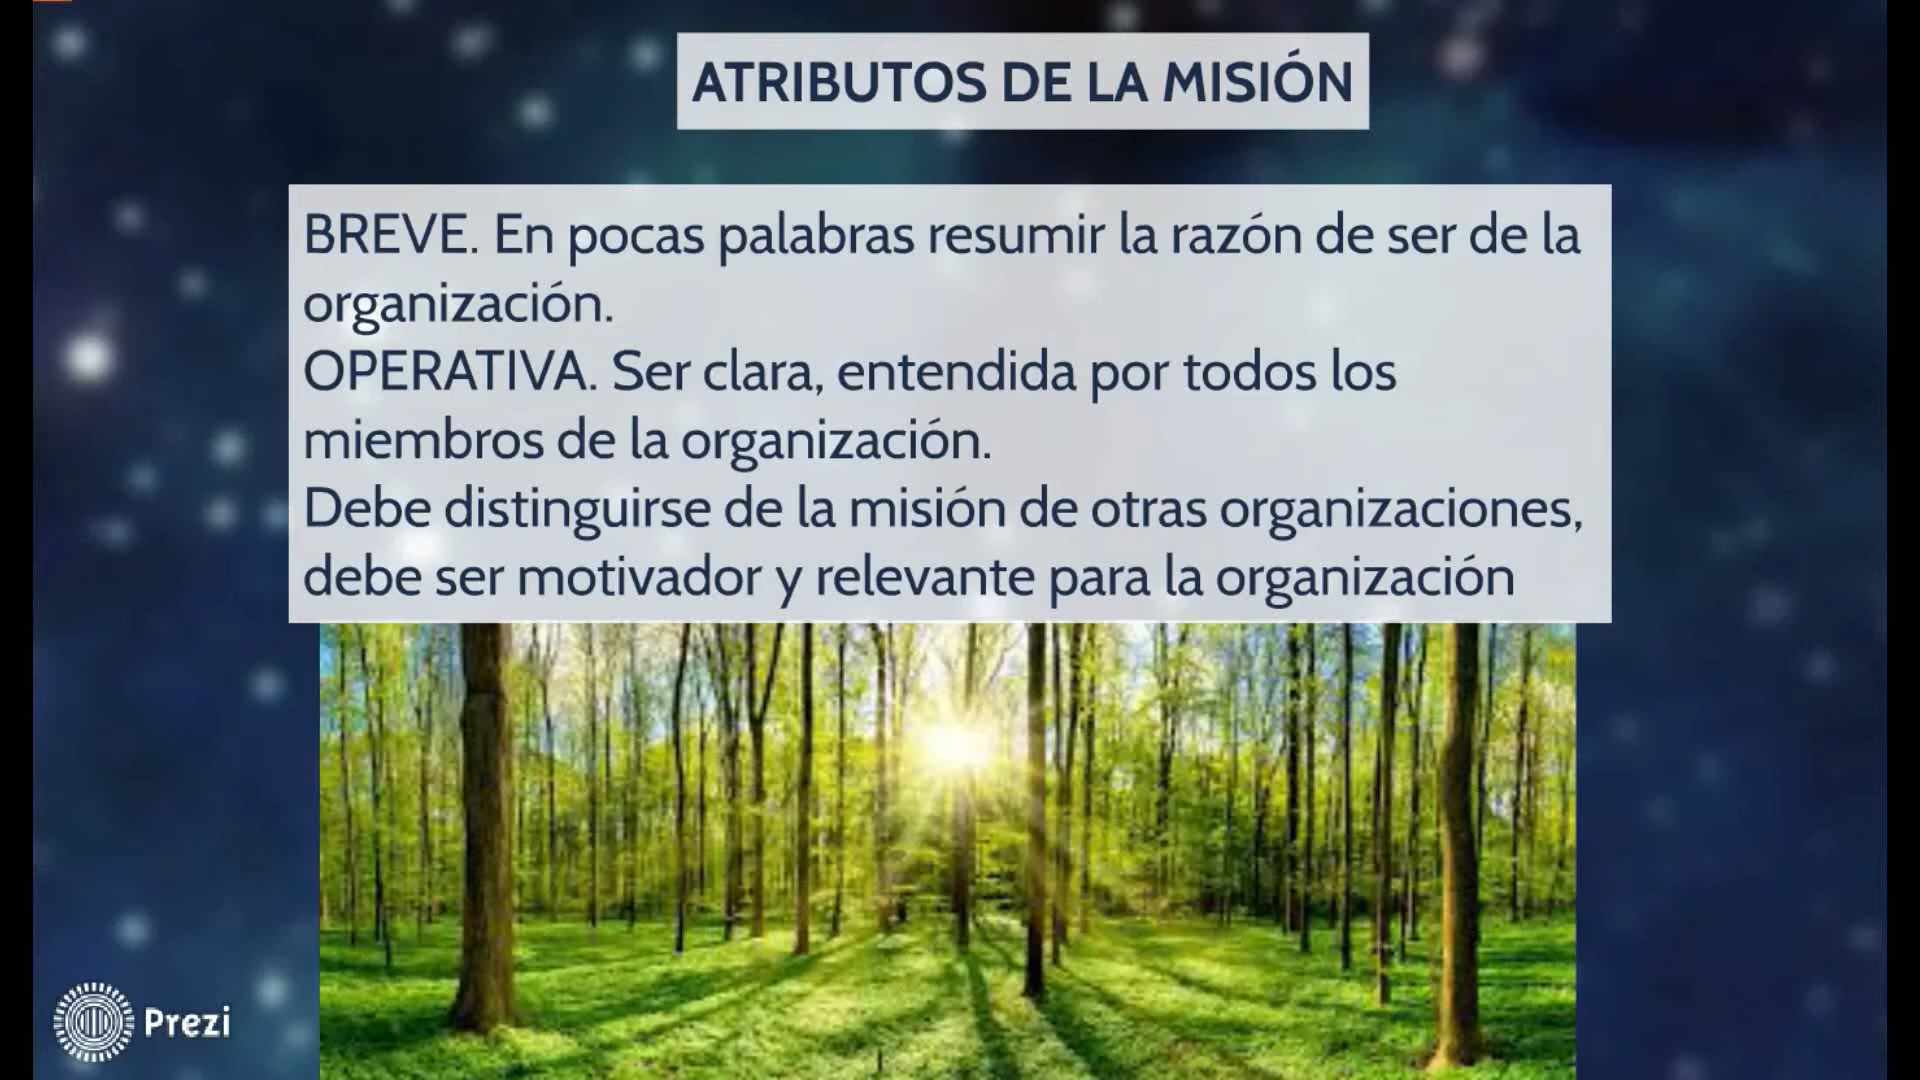 ATRIBUTOS DE LA MISIÓN
BREVE. En pocas palabras resumir la razón de ser de la
organización.
OPERATIVA. Ser clara, entendida por todos los
miembros de la organización.
Debe distinguirse de la misión de otras organizaciones,
debe ser motivador y relevante para la organización
Prezi